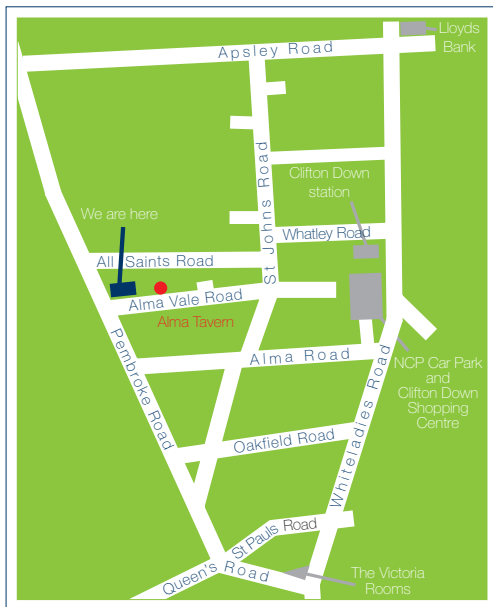 Lloyds
Bank
Apsley Road
St Johns Road
Clifton Down
station
We are here
Whatley Road
All Saints Road
Alma Vale Road
Alma Tavern
Pembroke Road
Alma Road
NCP Car Park
and
Clifton Down
Shopping
Centre
Whiteladies Road
Oakfield Road
St Pauls Road
Queen's Road
The Victoria
Rooms